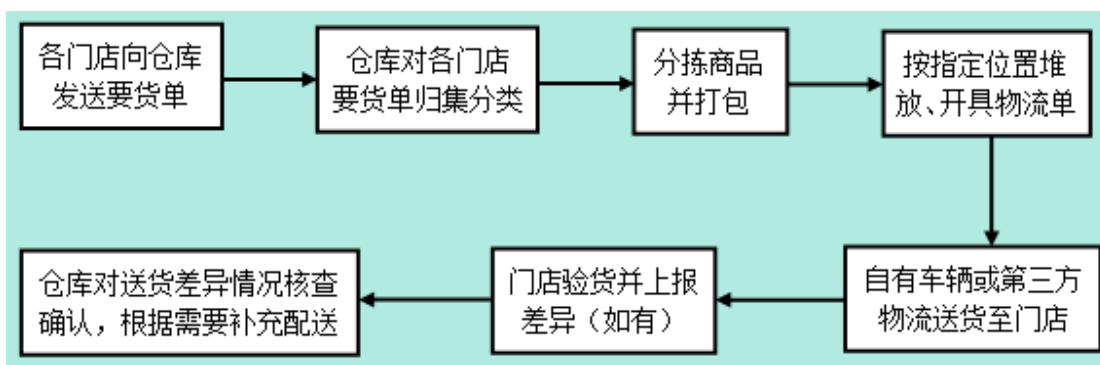 各门店向仓库
发送要货单
仓库对各门店
要货单归集分类
分拣商品
并打包
按指定位置堆
放、开具物流单
自有车辆或第三方
物流送货至门店
门店验货并上报
差异（如有）
仓库对送货差异情况核查
确认，根据需要补充配送